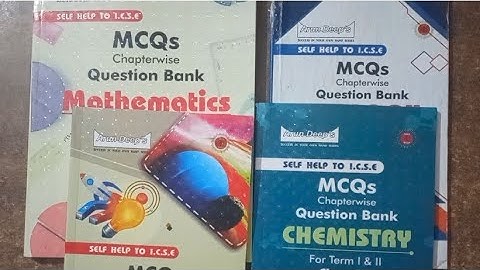 SELF HELP TO I.C.S.E
MCQs
Chapterwise
Question Bank
Mathematics
Arun Deep's
SELF HELP TO I.C.S.E
MCQs
Chapterwise
Question Bank
Arun Deep's
SELF HELP TO I.C.S.E
MCQ
Arun Deep's
SELF HELP TO I.C.S.E
MCQs
Chapterwise
Question Bank
CHEMISTRY
For Term I & II